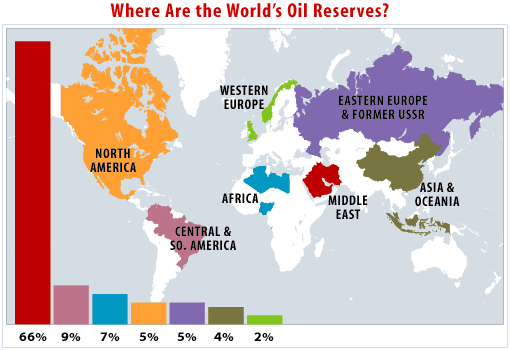 Where Are the World's Oil Reserves?
WESTERN
EUROPE
EASTERN EUROPE
& FORMER USSR
NORTH
AMERICA
AFRICA
MIDDLE
EAST
ASIA &
OCEANIA
CENTRAL &
SO. AMERICA
66% 9% 7% 5% 5% 4% 2%